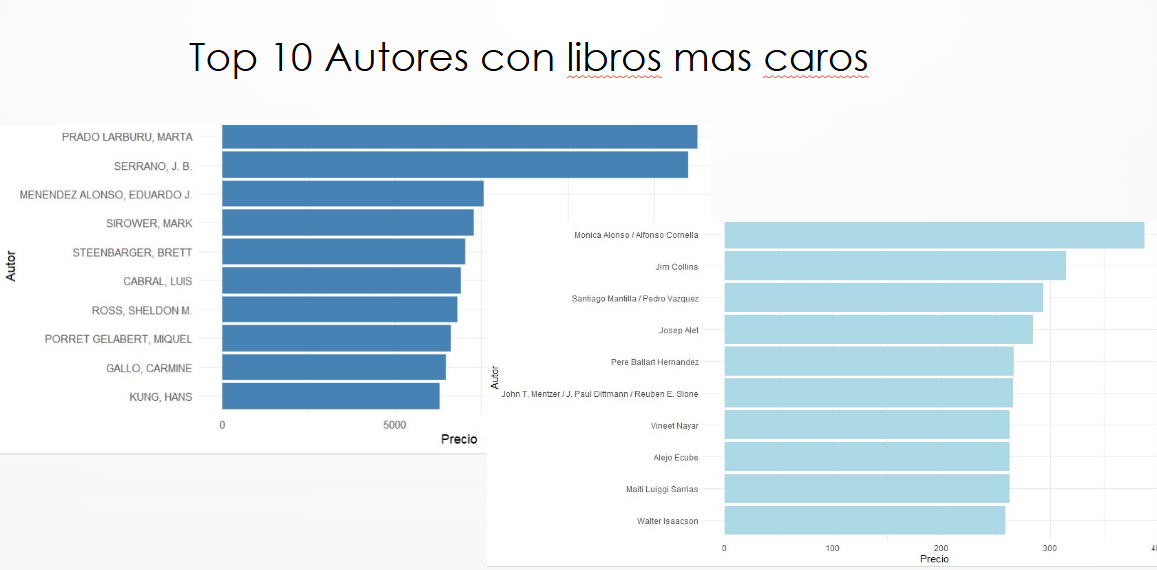 Top 10 Autores con libros mas caros
PRADO LARBURU, MARTA
SERRANO, J. B.
MENENDEZ ALONSO, EDUARDO J.
SIROWER, MARK
STEENBARGER, BRETT
CABRAL, LUIS
ROSS, SHELDON M.
PORRET GELABERT, MIQUEL
GALLO, CARMINE
KUNG, HANS
Autor
0 5000
Precio
Monica Alonso / Alfonso Cornella
Jim Collins
Santiago Mantilla / Pedro Vazquez
Josep Alet
Pere Ballart Hernandez
John T. Mentzer / J. Paul Dittmann / Reuben E. Slone
Vineet Nayar
Alejo Ecube
Maiti Luiggi Sarrias
Walter Isaacson
Autor
0 100 200 300
Precio